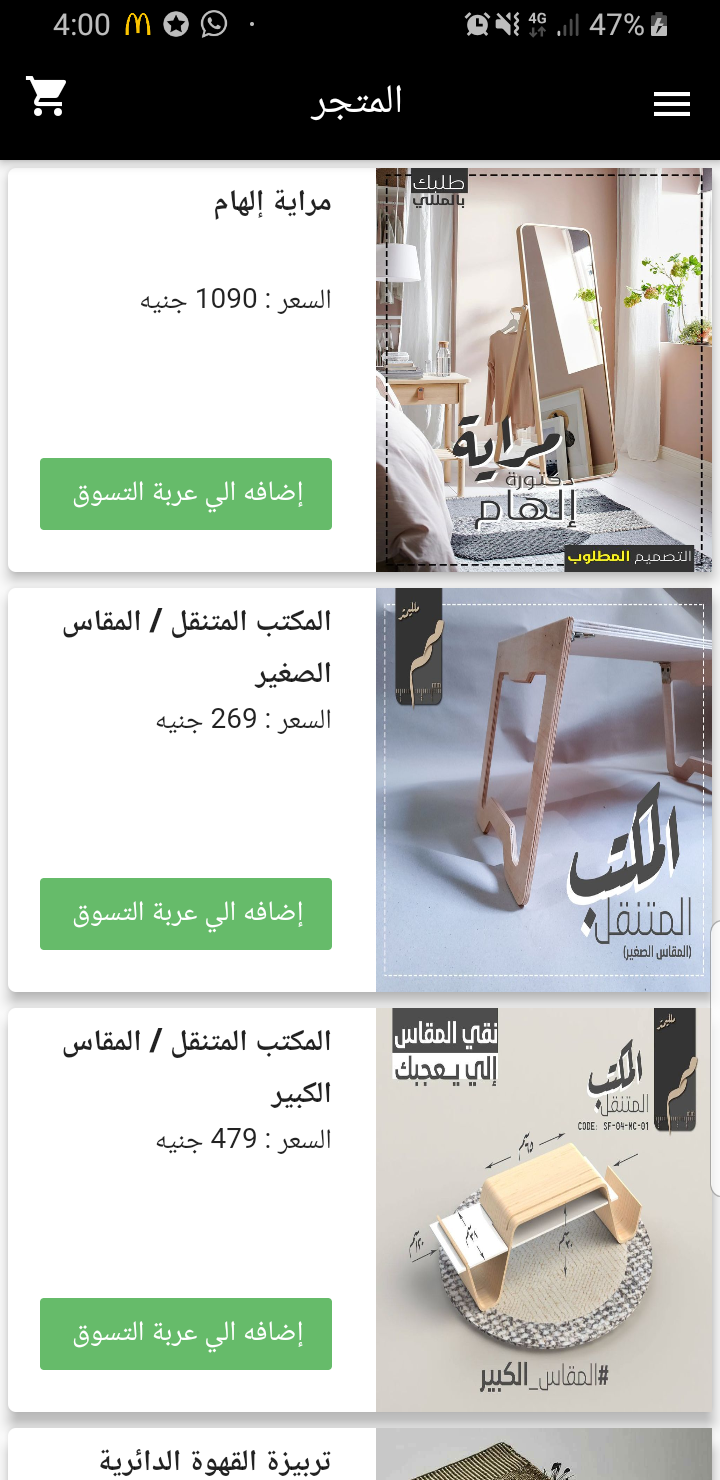 4:00
4G
47%
المتجر
مراية إلهام
السعر : 1090 جنيه
إضافه الي عربة التسوق
طلبك
بالمللي
مراية
دكتورة
إلهام
التصميم المطلوب
المكتب المتنقل / المقاس
الصغير
السعر : 269 جنيه
إضافه الي عربة التسوق
ملليمتر
مم
المكتب
المتنقل
(المقاس الصغير)
المكتب المتنقل / المقاس
الكبير
السعر : 479 جنيه
إضافه الي عربة التسوق
نقي المقاس
إللي يعجبك
ملليمتر
مم
المكتب
المتنقل
CODE: SF-04-MC-01
#المقاس_الكبير
تربيزة القهوة الدائرية